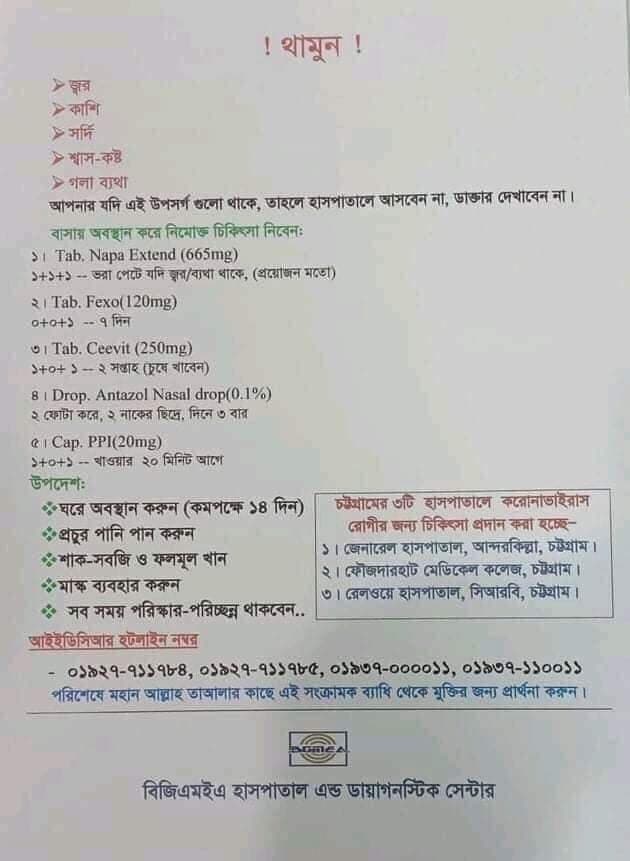 ! থামুন !
➢ জ্বর
➢ কাশি
➢ সর্দি
➢ শ্বাস-কষ্ট
➢ গলা ব্যথা
আপনার যদি এই উপসর্গ গুলো থাকে, তাহলে হাসপাতালে আসবেন না, ডাক্তার দেখাবেন না।
বাসায় অবস্থান করে নিমোক্ত চিকিৎসা নিবেন:
১। Tab. Napa Extend (665mg)
১+১+১ -- ভরা পেটে যদি জ্বর/ব্যথা থাকে, (প্রয়োজন মতো)
২। Tab. Fexo(120mg)
০+০+১ -- ৭ দিন
৩। Tab. Ceevit (250mg)
১+০+ ১ -- ২ সপ্তাহ (চুষে খাবেন)
৪। Drop. Antazol Nasal drop(0.1%)
২ ফোটা করে, ২ নাকের ছিদ্রে, দিনে ৩ বার
৫। Cap. PPI(20mg)
১+০+১ -- খাওয়ার ২০ মিনিট আগে
উপদেশ:
❖ঘরে অবস্থান করুন (কমপক্ষে ১৪ দিন)
❖প্রচুর পানি পান করুন
❖শাক-সবজি ও ফলমূল খান
❖মাস্ক ব্যবহার করুন
❖ সব সময় পরিষ্কার-পরিচ্ছন্ন থাকবেন..
চট্টগ্রামের ৩টি হাসপাতালে করোনাভাইরাস
রোগীর জন্য চিকিৎসা প্রদান করা হচ্ছে–
১। জেনারেল হাসপাতাল, আন্দরকিল্লা, চট্টগ্রাম।
২। ফৌজদারহাট মেডিকেল কলেজ, চট্টগ্রাম।
৩। রেলওয়ে হাসপাতাল, সিআরবি, চট্টগ্রাম।
আইইডিসিআর হটলাইন নম্বর
- ০১৯২৭-৭১১৭৮৪, ০১৯২৭-৭১১৭৮৫, ০১৯৩৭-০০০০১১, ০১৯৩৭-১১০০১১
পরিশেষে মহান আল্লাহ তাআলার কাছে এই সংক্রামক ব্যাধি থেকে মুক্তির জন্য প্রার্থনা করুন।
BGMEA
বিজিএমইএ হাসপাতাল এন্ড ডায়াগনস্টিক সেন্টার